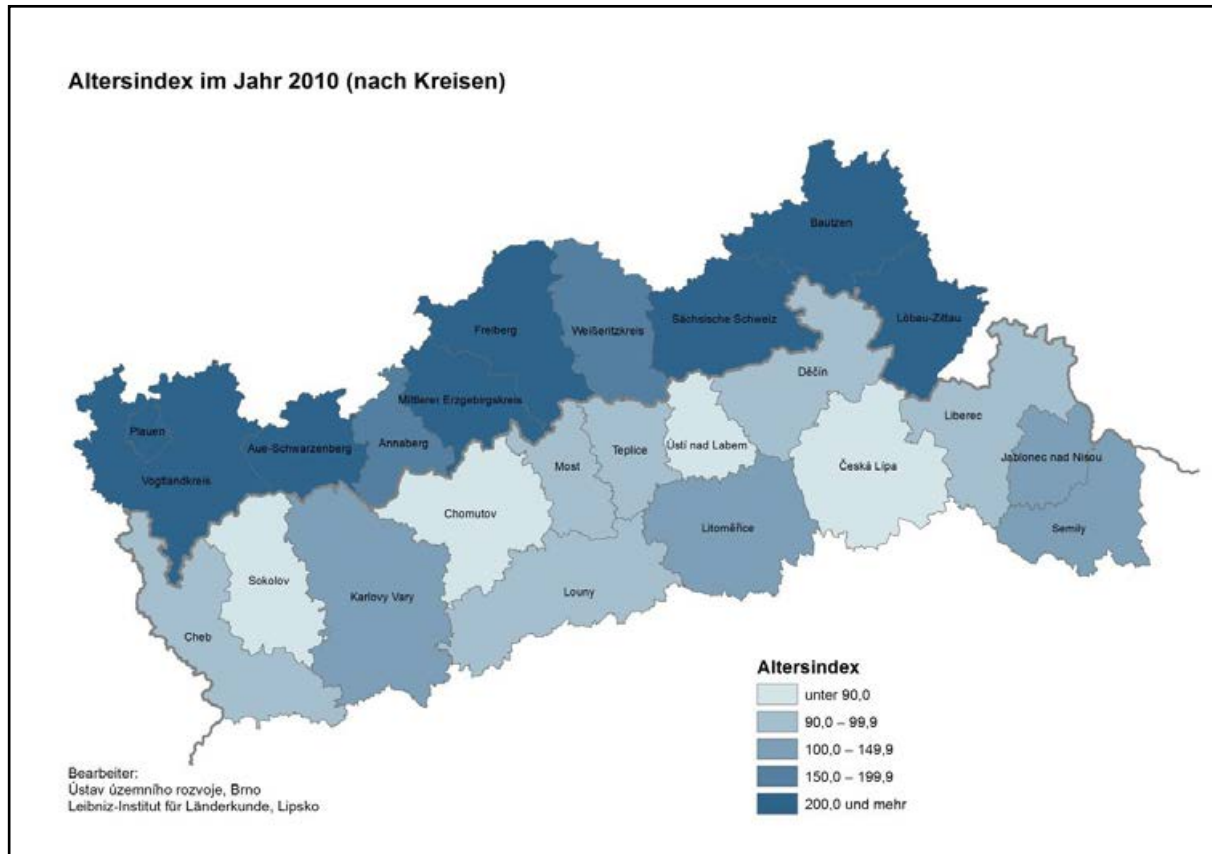 Altersindex im Jahr 2010 (nach Kreisen)
Bautzen
Freiberg
Weißeritzkreis
Sächsische Schweiz
Löbau-Zittau
Děčín
Mittlerer Erzgebirgskreis
Liberec
Plauen
Aue-Schwarzenberg
Annaberg
Teplice
Ústí nad Labem
Most
Česká Lípa
Jablonec nad Nisou
Vogtlandkreis
Chomutov
Litoměřice
Semily
Sokolov
Karlovy Vary
Louny
Cheb
Altersindex
unter 90,0
90,0 – 99,9
100,0 – 149,9
150,0 – 199,9
200,0 und mehr
Bearbeiter:
Ústav územního rozvoje, Brno
Leibniz-Institut für Länderkunde, Lipsko